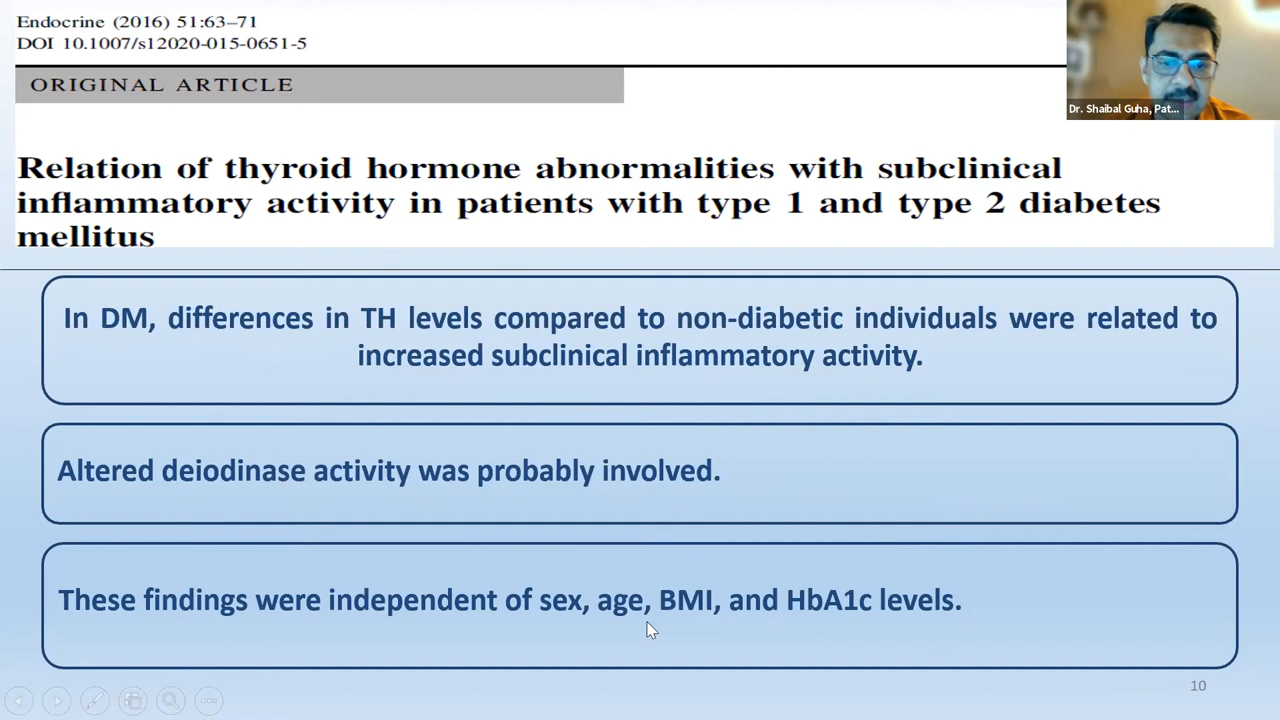 Endocrine (2016) 51:63–71
DOI 10.1007/s12020-015-0651-5
ORIGINAL ARTICLE
Dr. Shaibal Guha, Pat...
Relation of thyroid hormone abnormalities with subclinical
inflammatory activity in patients with type 1 and type 2 diabetes
mellitus
In DM, differences in TH levels compared to non-diabetic individuals were related to
increased subclinical inflammatory activity.
Altered deiodinase activity was probably involved.
These findings were independent of sex, age, BMI, and HbA1c levels.
10